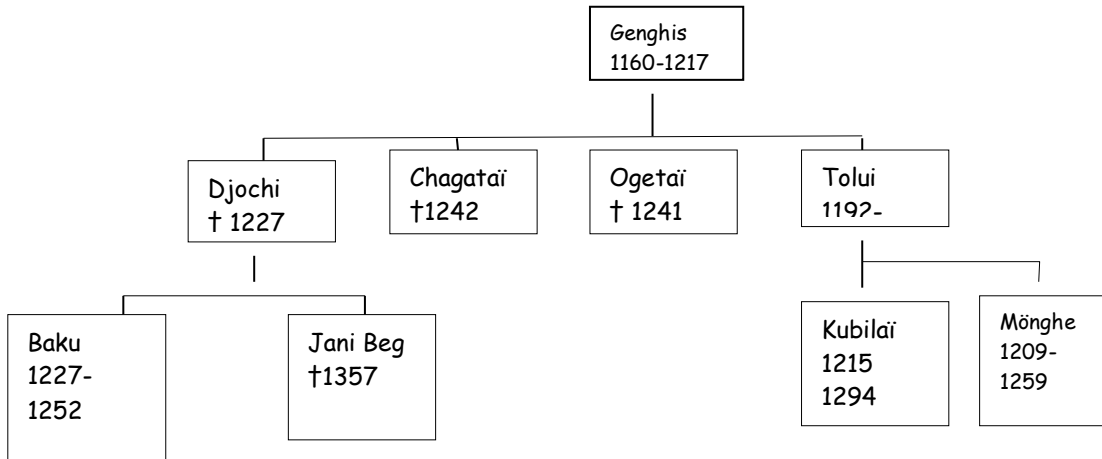 Genghis
1160-1217
Djochi
† 1227
Chagataï
†1242
Ogetaï
† 1241
Tolui
1192-
Baku
1227-
1252
Jani Beg
†1357
Kubilaï
1215
1294
Mönghe
1209-
1259